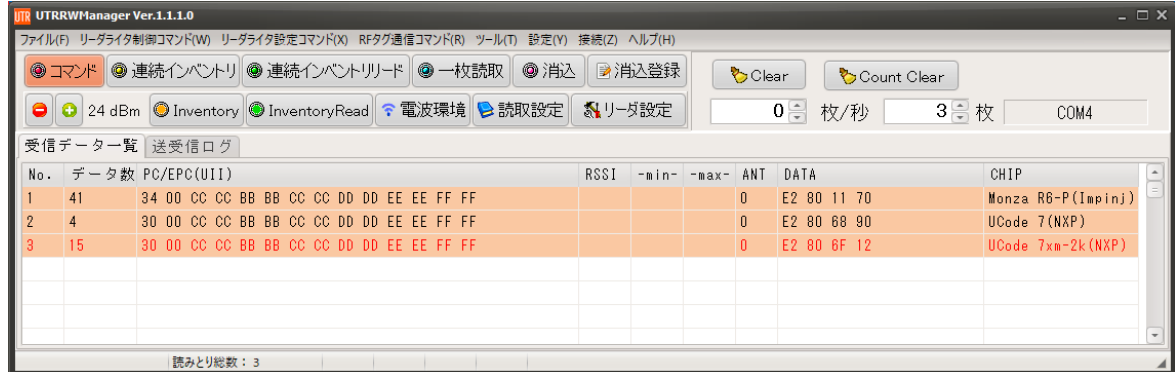 UTR UTRRWManager Ver.1.1.1.0
ファイル(F) リーダライタ制御コマンド(W) リーダライタ設定コマンド(X) RFタグ通信コマンド(R) ツール(T) 設定(Y) 接続(Z) ヘルプ(H)
コマンド 連続インベントリ 連続インベントリリード 一枚読取 消込 消込登録 Clear Count Clear
24 dBm Inventory InventoryRead 電波環境 読取設定 リーダ設定 0 枚/秒 3 枚 COM4
受信データ一覧 送受信ログ
No. データ数 PC/EPC(UII) RSSI -min- -max- ANT DATA CHIP
1 41 34 00 CC CC BB BB CC CC DD DD EE EE FF FF 0 E2 80 11 70 Monza R6-P(Impinj)
2 4 30 00 CC CC BB BB CC CC DD DD EE EE FF FF 0 E2 80 68 90 UCode 7(NXP)
3 15 30 00 CC CC BB BB CC CC DD DD EE EE FF FF 0 E2 80 6F 12 UCode 7xm-2k(NXP)
読みとり総数：3